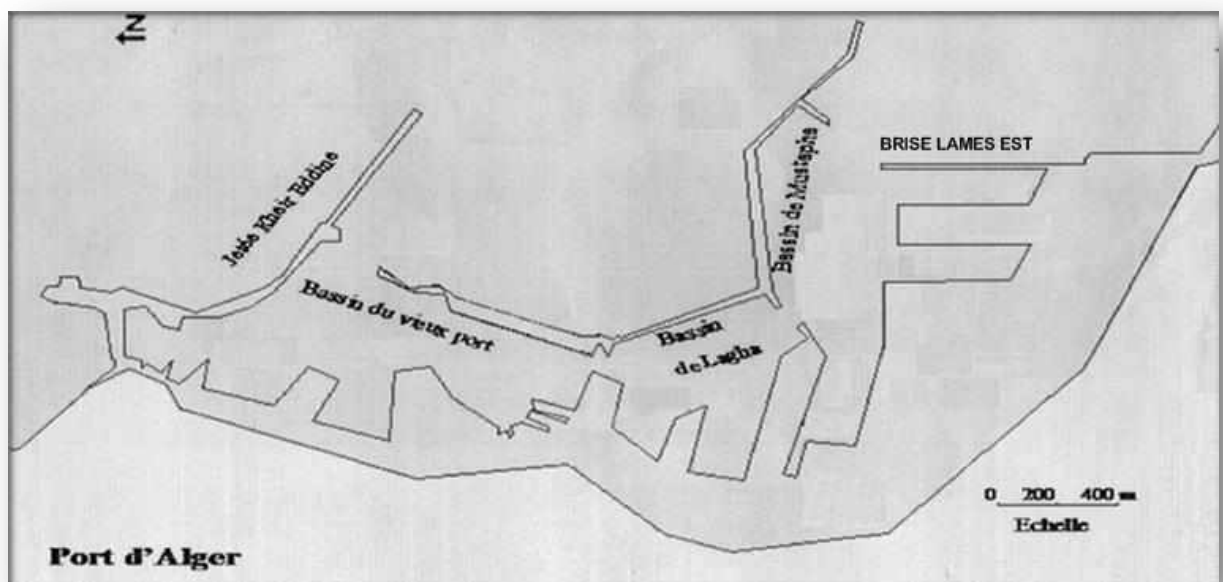 N
BRISE LAMES EST
Jetée Kheir Eddine
Bassin de Mustapha
Bassin du vieux port
Bassin
de Lagha
0 200 400 m
Echelle
Port d'Alger